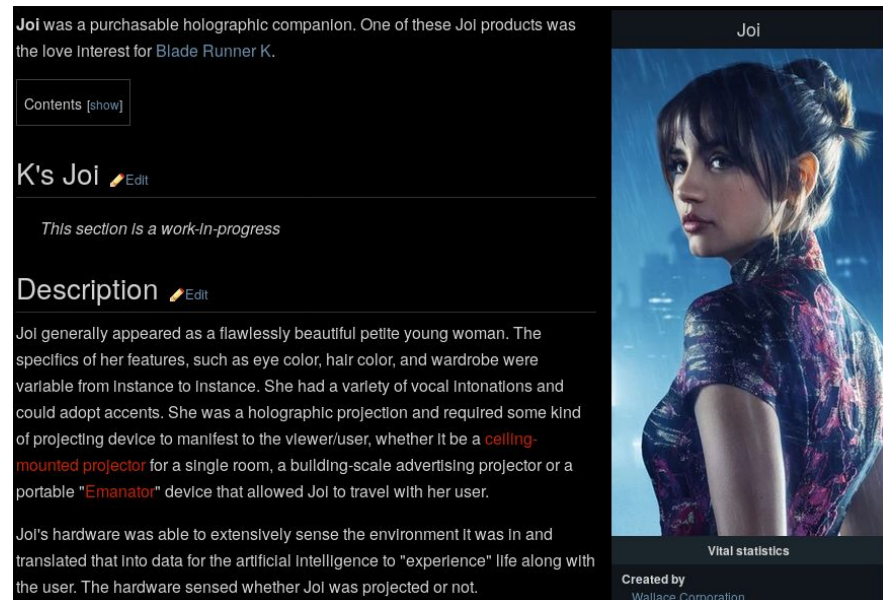 Joi was a purchasable holographic companion. One of these Joi products was
the love interest for Blade Runner K.
Contents [show]
K's Joi Edit
This section is a work-in-progress
Description Edit
Joi generally appeared as a flawlessly beautiful petite young woman. The
specifics of her features, such as eye color, hair color, and wardrobe were
variable from instance to instance. She had a variety of vocal intonations and
could adopt accents. She was a holographic projection and required some kind
of projecting device to manifest to the viewer/user, whether it be a ceiling-
mounted projector for a single room, a building-scale advertising projector or a
portable "Emanator" device that allowed Joi to travel with her user.
Joi's hardware was able to extensively sense the environment it was in and
translated that into data for the artificial intelligence to "experience" life along with
the user. The hardware sensed whether Joi was projected or not.
Joi
Vital statistics
Created by
Wallace Corporation